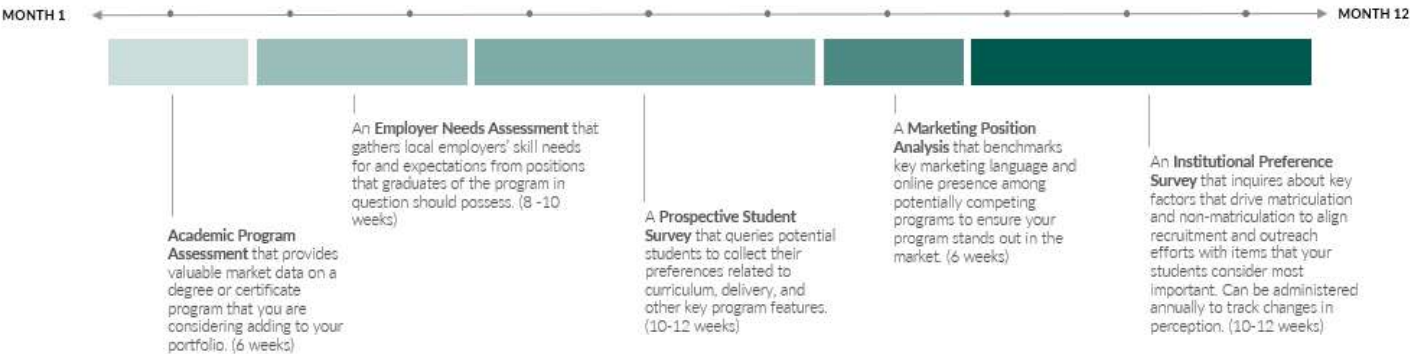 MONTH 1
MONTH 12
Academic Program
Assessment that provides
valuable market data on a
degree or certificate
program that you are
considering adding to your
portfolio. (6 weeks)
An Employer Needs Assessment that
gathers local employers' skill needs
for and expectations from positions
that graduates of the program in
question should possess. (8 -10
weeks)
A Prospective Student
Survey that queries potential
students to collect their
preferences related to
curriculum, delivery, and
other key program features.
(10-12 weeks)
A Marketing Position
Analysis that benchmarks
key marketing language and
online presence among
potentially competing
programs to ensure your
program stands out in the
market. (6 weeks)
An Institutional Preference
Survey that inquires about key
factors that drive matriculation
and non-matriculation to align
recruitment and outreach
efforts with items that your
students consider most
important. Can be administered
annually to track changes in
perception. (10-12 weeks)